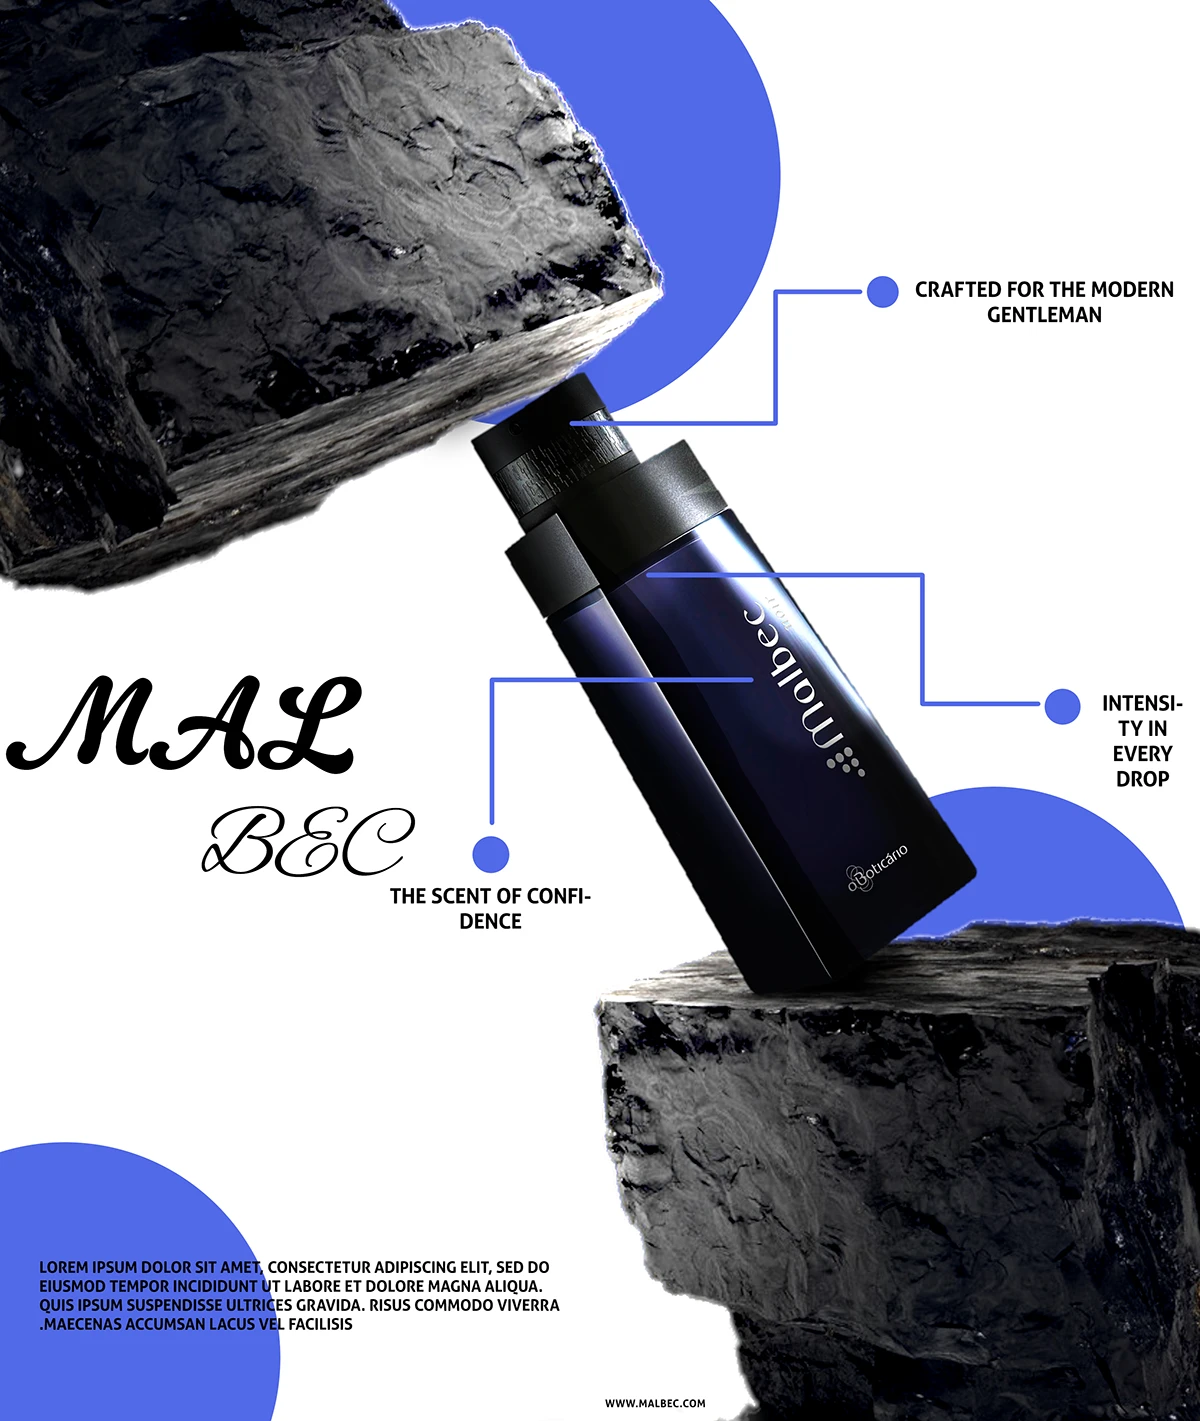 CRAFTED FOR THE MODERN
GENTLEMAN
malbec
INTENSI-
TY IN
EVERY
DROP
MAL
BEC
oBoticário
THE SCENT OF CONFI-
DENCE
LOREM IPSUM DOLOR SIT AMET, CONSECTETUR ADIPISCING ELIT, SED DO
EIUSMOD TEMPOR INCIDIDUNT UT LABORE ET DOLORE MAGNA ALIQUA.
QUIS IPSUM SUSPENDISSE ULTRICES GRAVIDA. RISUS COMMODO VIVERRA
.MAECENAS ACCUMSAN LACUS VEL FACILISIS
WWW.MALBEC.COM